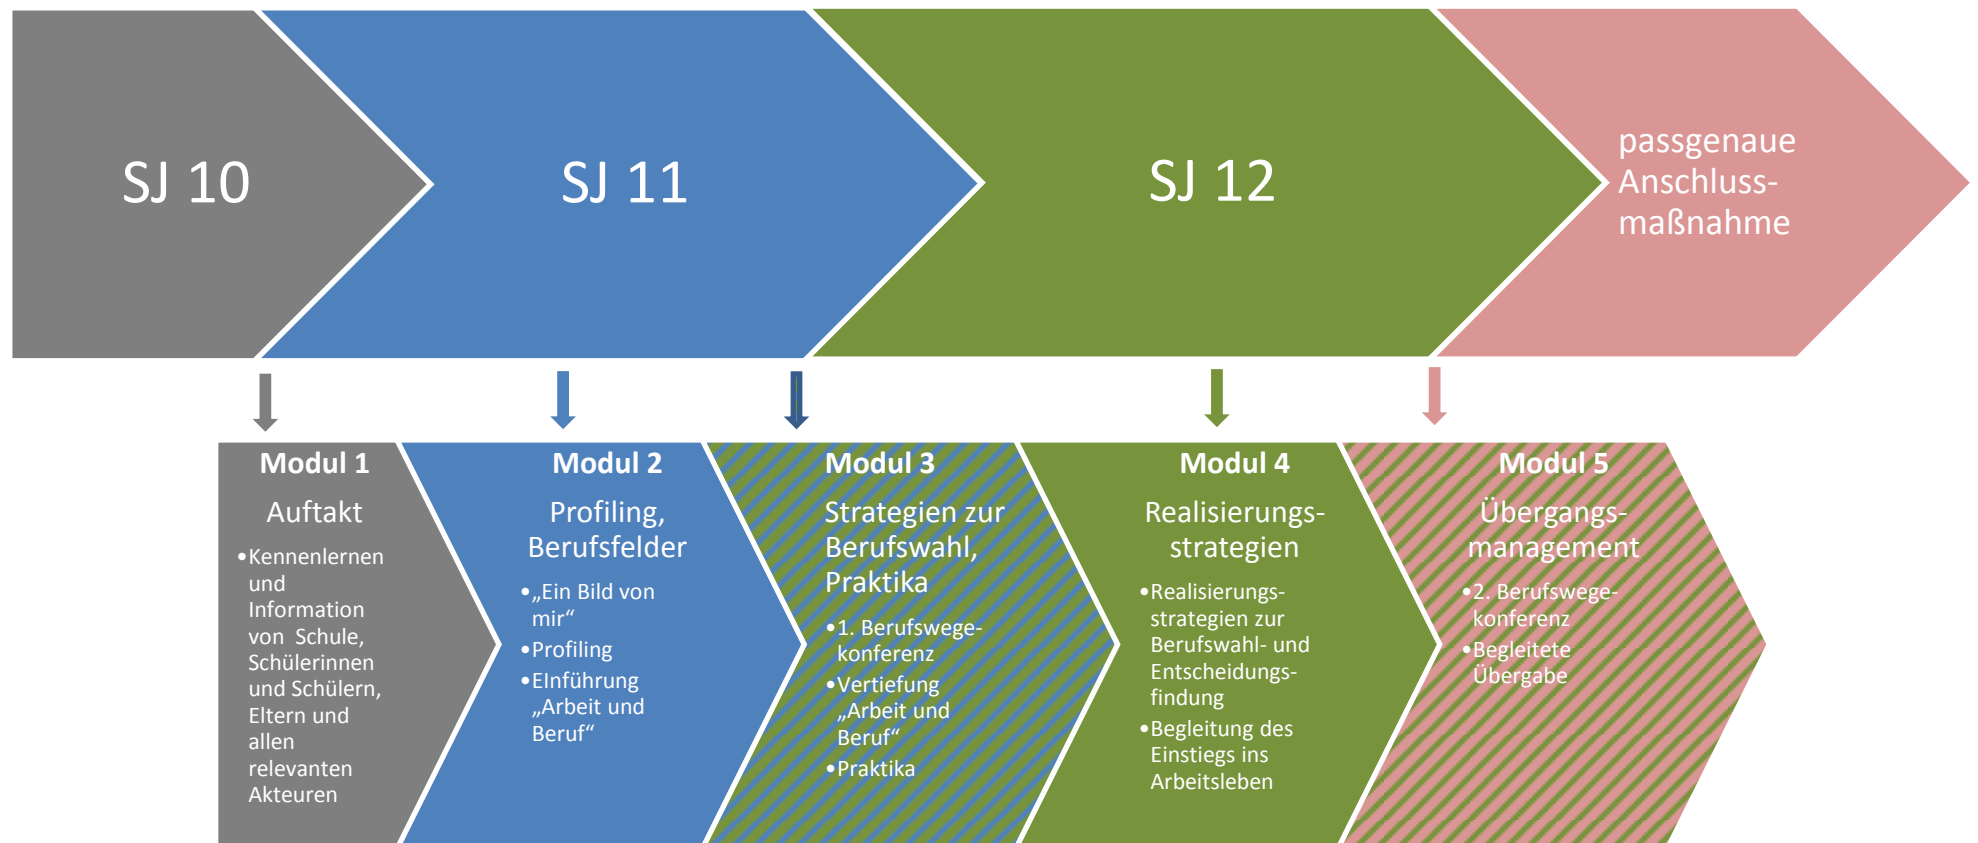 SJ 10
SJ 11
SJ 12
passgenaue
Anschluss-
maßnahme
Modul 1
Auftakt
•Kennenlernen
und
Information
von Schule,
Schülerinnen
und Schülern,
Eltern und
allen
relevanten
Akteuren
Modul 2
Profiling,
Berufsfelder
•„Ein Bild von
mir“
•Profiling
•EInführung
„Arbeit und
Beruf“
Modul 3
Strategien zur
Berufswahl,
Praktika
•1. Berufswege-
konferenz
•Vertiefung
„Arbeit und
Beruf“
•Praktika
Modul 4
Realisierungs-
strategien
•Realisierungs-
strategien zur
Berufswahl- und
Entscheidungs-
findung
•Begleitung des
Einstiegs ins
Arbeitsleben
Modul 5
Übergangs-
management
•2. Berufswege-
konferenz
•Begleitete
Übergabe